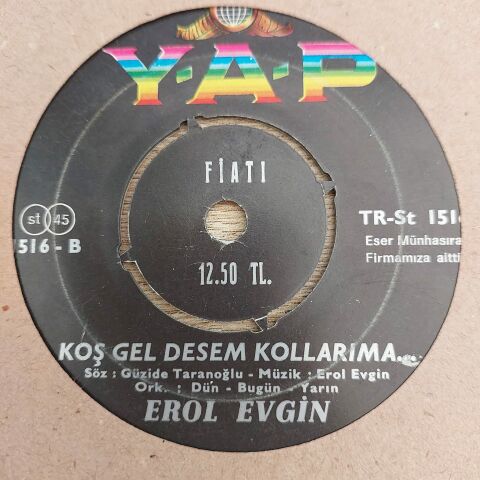 Y-A-P
FİATI
st 45
1516 - B
TR-St 151
Eser Münhasıra
Firmamıza aitti
12.50 TL.
KOŞ GEL DESEM KOLLARIMA...
Söz : Güzide Taranoğlu - Müzik : Erol Evgin
Ork. : Dün - Bugün - Yarın
EROL EVGİN